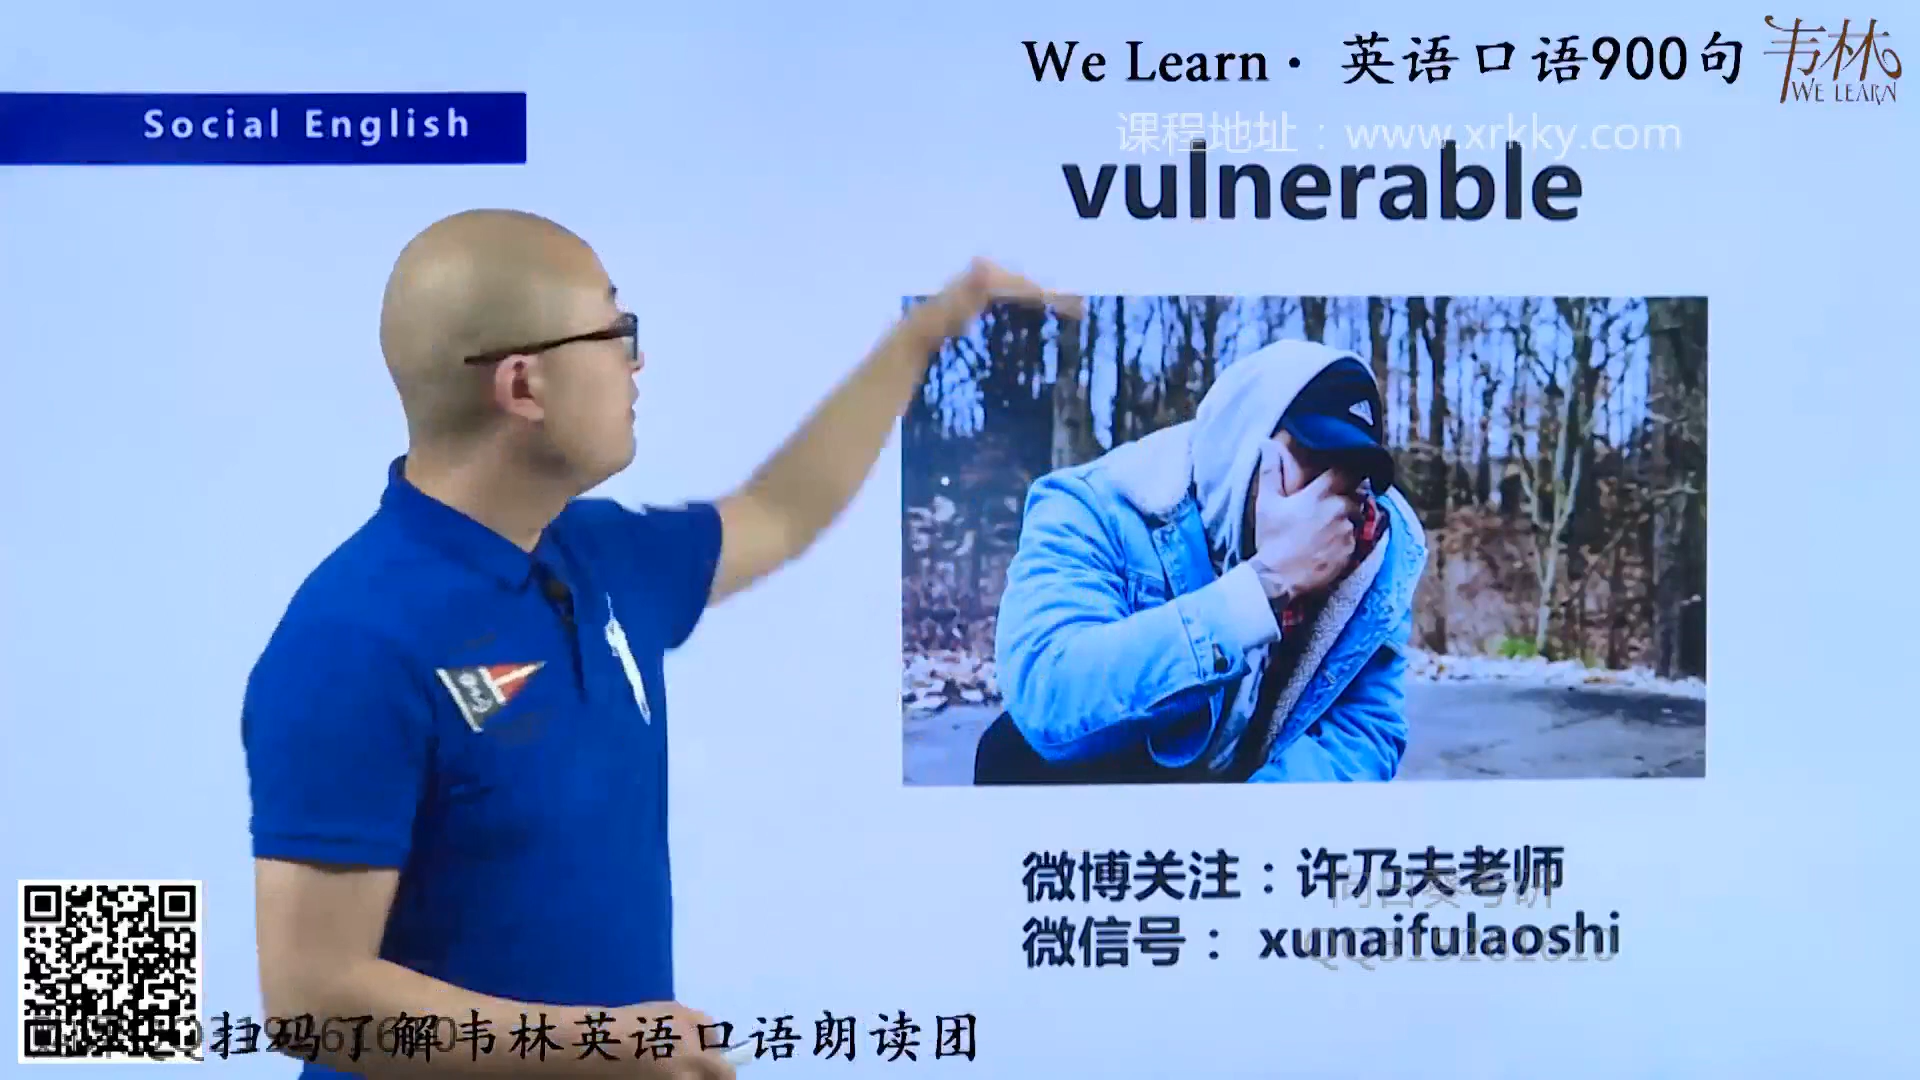 We Learn · 英语口语900句
韦林
WE LEARN
Social English
课程地址：www.xrkky.com
vulnerable
微博关注：许乃夫老师
微信号： xunaifulaoshi
扫码了解韦林英语口语朗读团